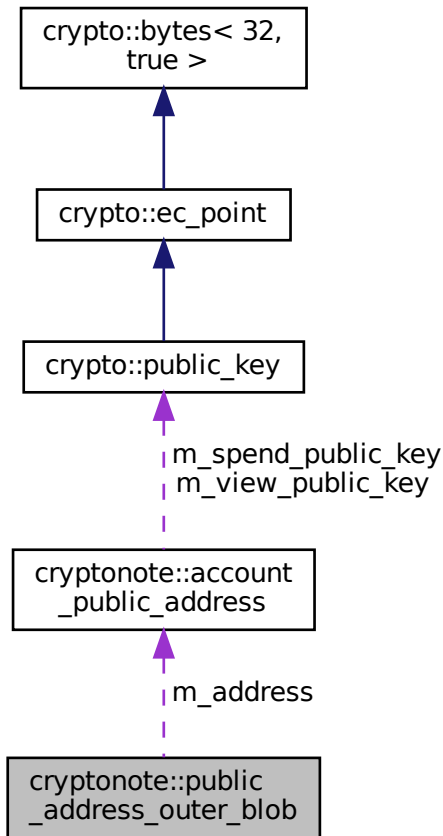 crypto::bytes< 32,
true >
crypto::ec_point
crypto::public_key
m_spend_public_key
m_view_public_key
cryptonote::account
_public_address
m_address
cryptonote::public
_address_outer_blob